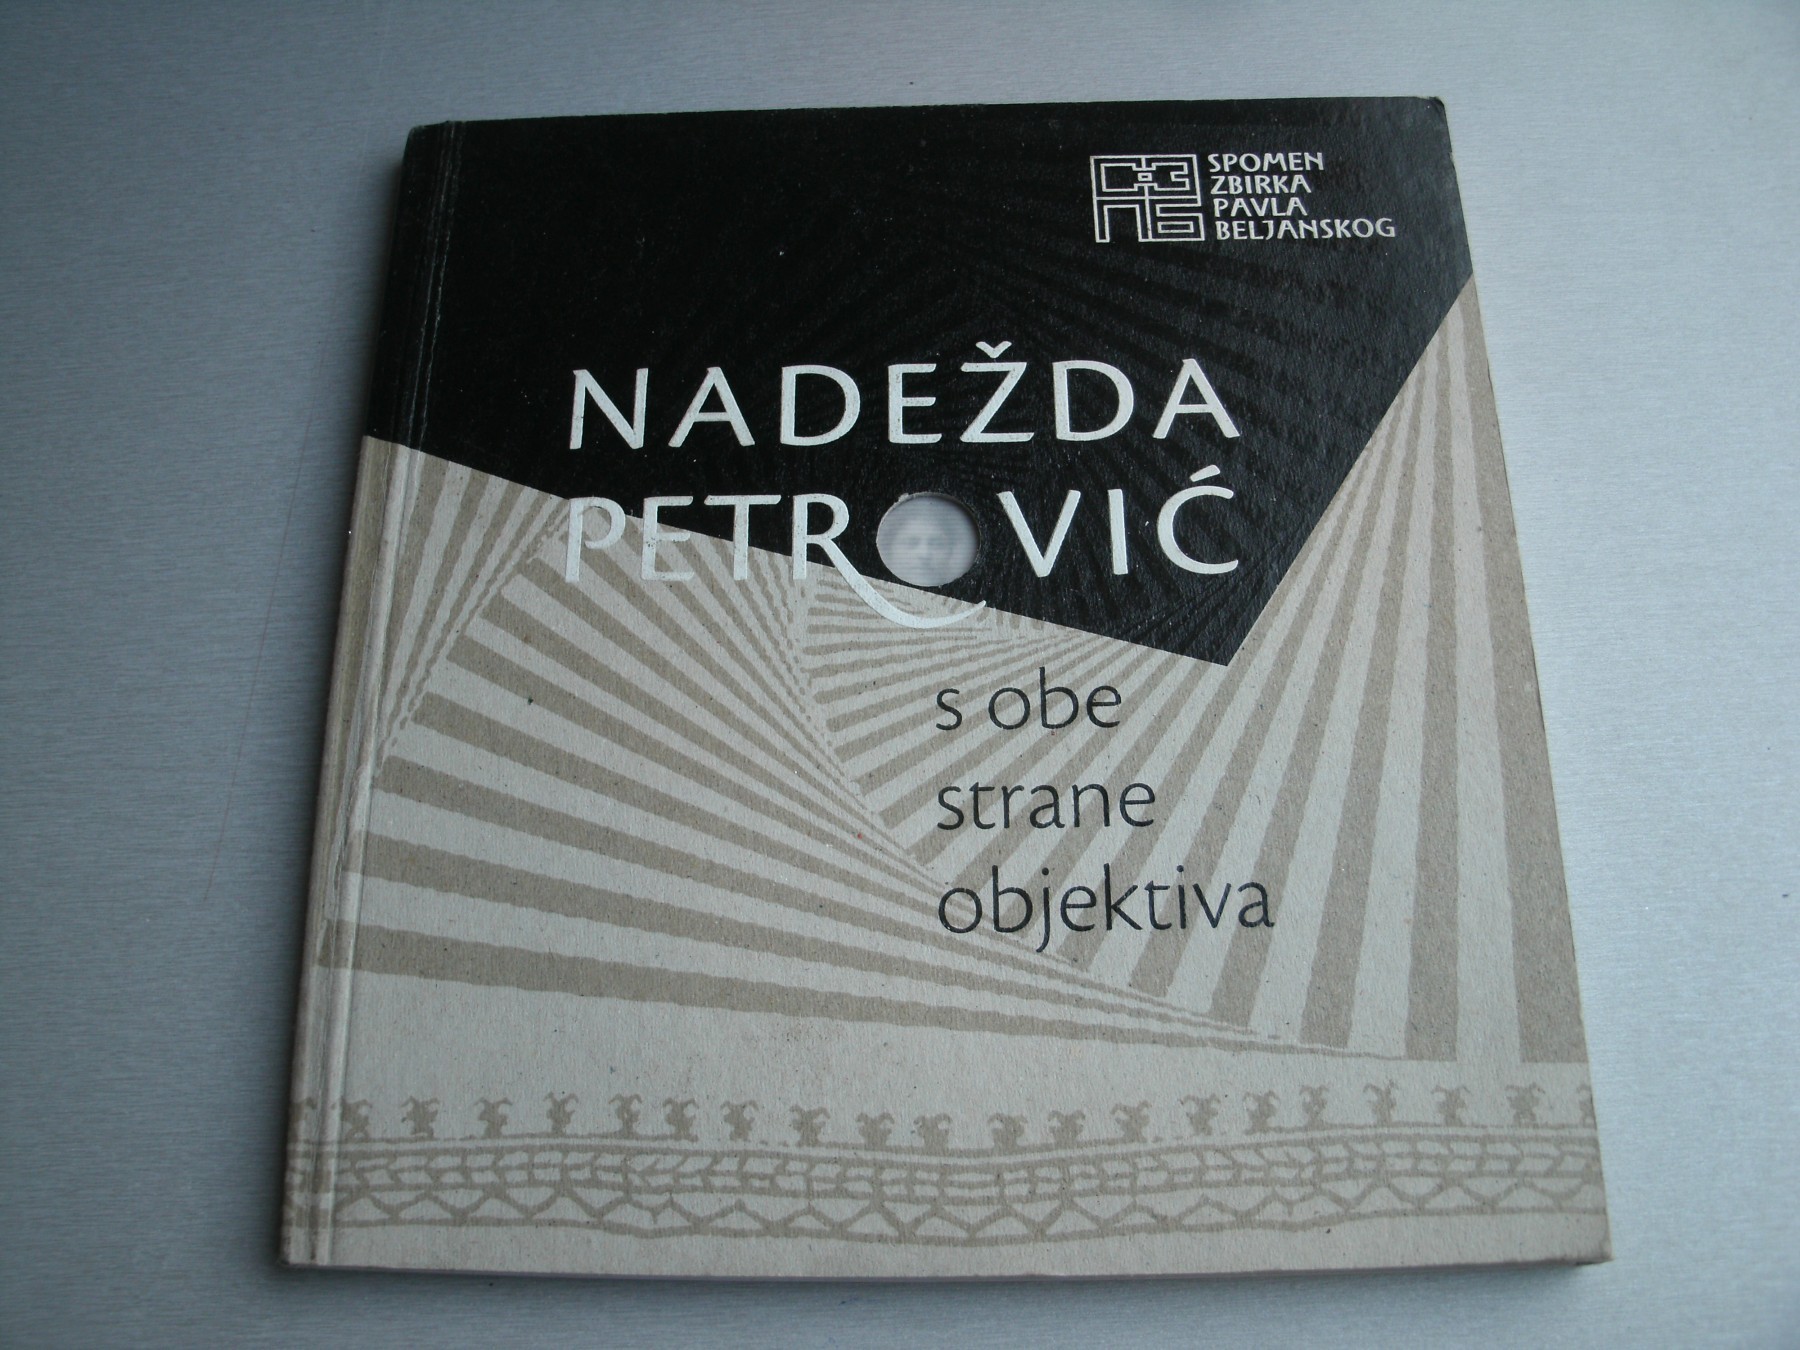 SPOMEN
ZBIRKA
PAVLA
BELJANSKOG
NADEŽDA
PETROVIĆ
s obe
strane
objektiva